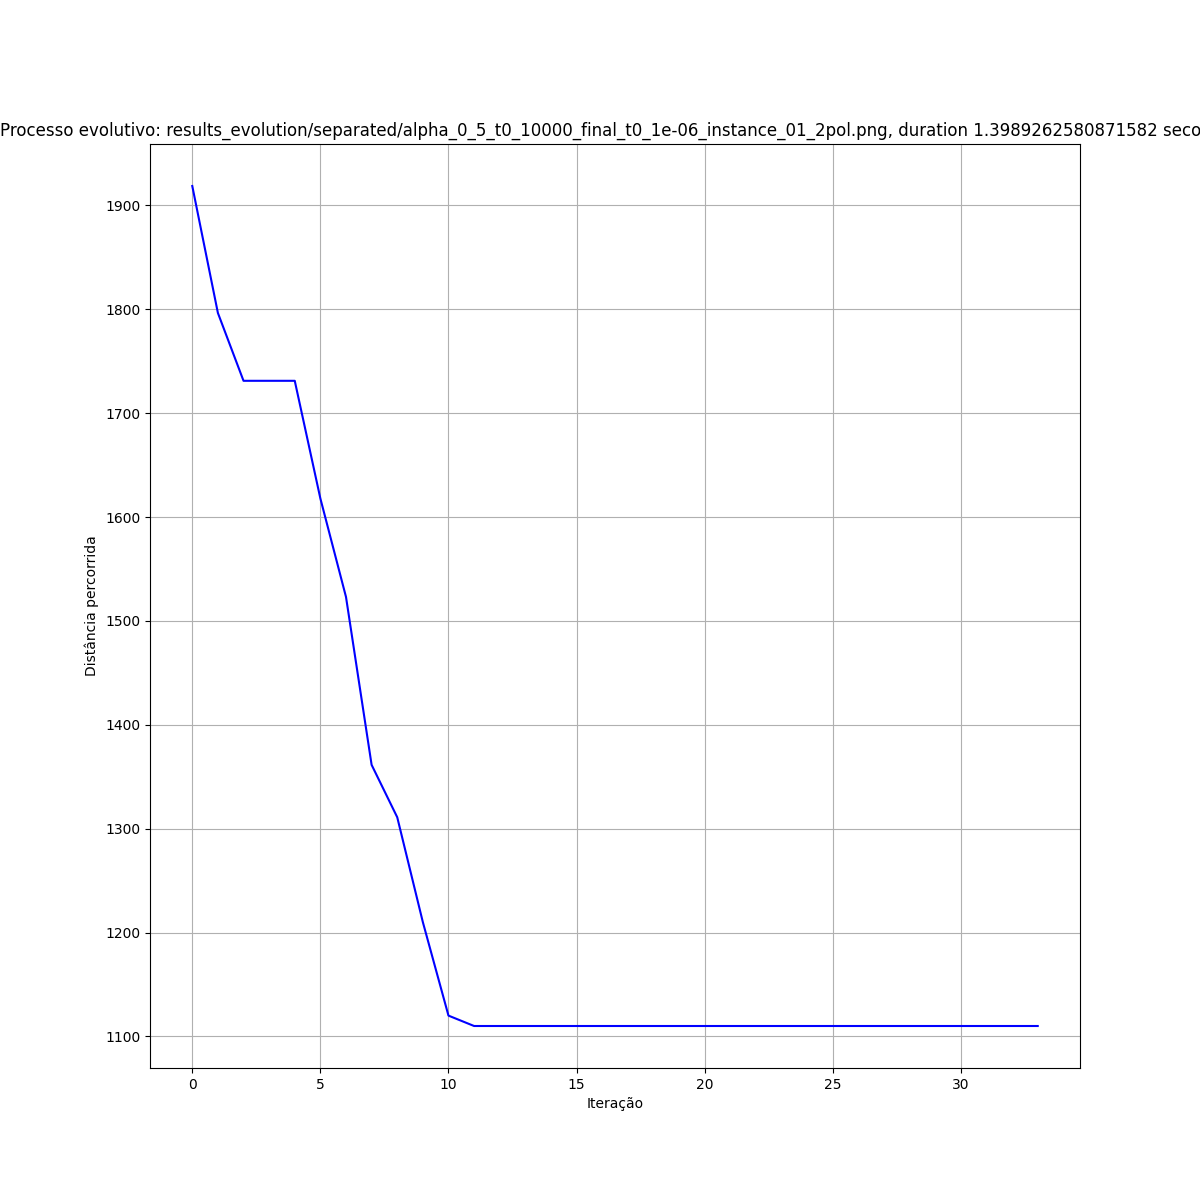 Processo evolutivo: results_evolution/separated/alpha_0_5_t0_10000_final_t0_1e-06_instance_01_2pol.png, duration 1.3989262580871582 seco
1900
1800
1700
1600
1500
1400
1300
1200
1100
Distância percorrida
0 5 10 15 20 25 30
Iteração